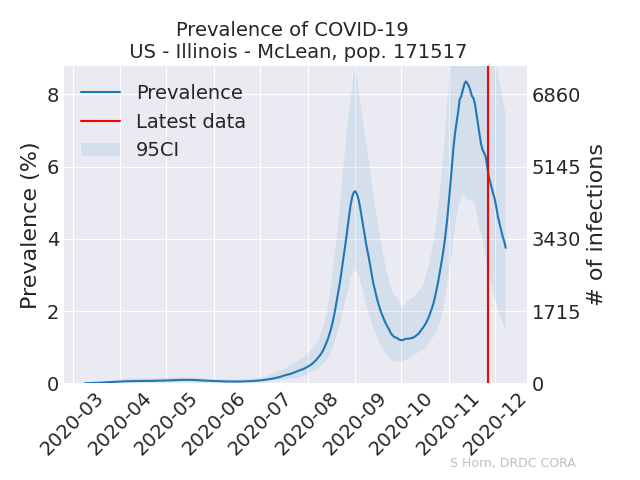 Prevalence of COVID-19
US - Illinois - McLean, pop. 171517
Prevalence
Latest data
95CI
Prevalence (%)
8
6
4
2
0
6860
5145
3430
1715
0
# of infections
2020-03
2020-04
2020-05
2020-06
2020-07
2020-08
2020-09
2020-10
2020-11
2020-12
S Horn, DRDC CORA